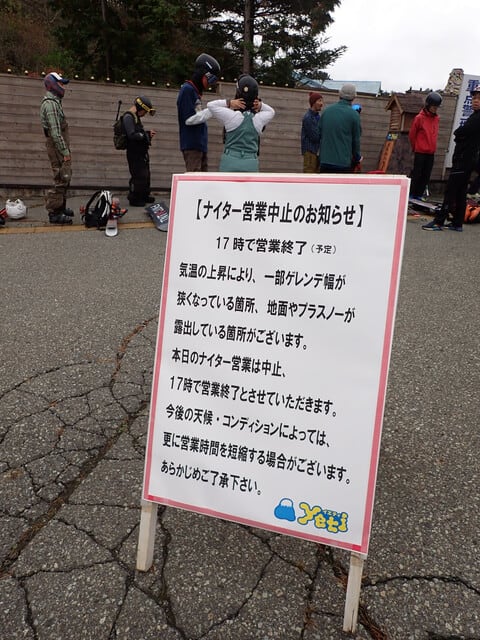 【ナイター営業中止のお知らせ】
17時で営業終了（予定）
気温の上昇により、一部ゲレンデ幅が
狭くなっている箇所、地面やプラスノーが
露出している箇所がございます。
本日のナイター営業は中止、
17時で営業終了とさせていただきます。
今後の天候・コンディションによっては、
更に営業時間を短縮する場合がございます。
あらかじめご了承下さい。
Yeti